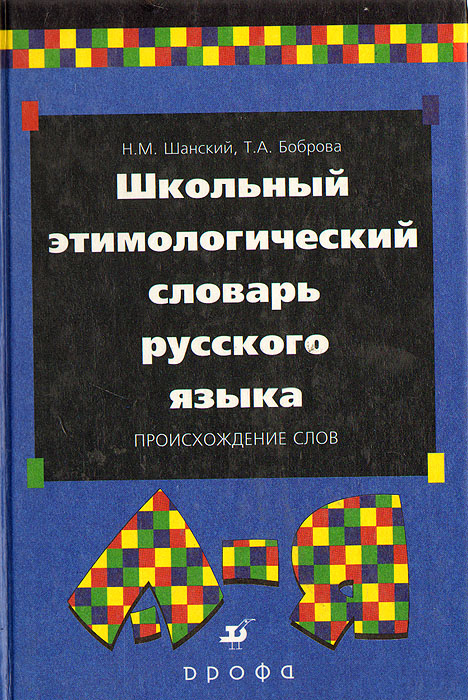 Н.М. Шанский, Т.А. Боброва
Школьный
этимологический
словарь
русского
языка
ПРОИСХОЖДЕНИЕ СЛОВ
А-Я
дрофа